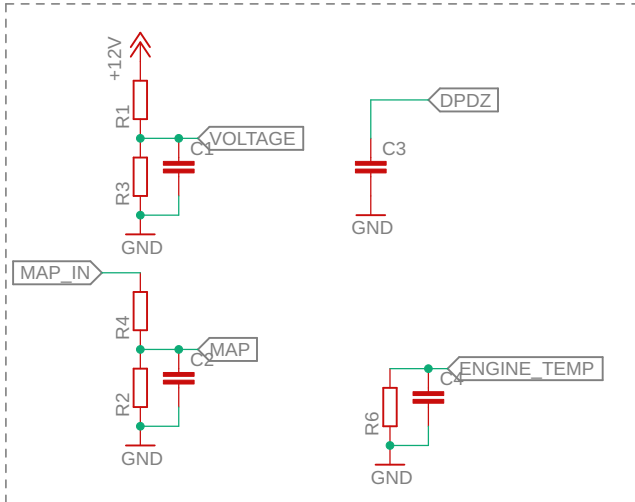 +12V
R1
VOLTAGE
C1
R3
GND
DPDZ
C3
GND
MAP_IN
R4
MAP
C2
R2
GND
ENGINE_TEMP
C4
R6
GND